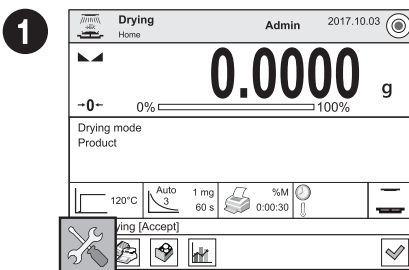 1
Drying
Home
Admin
2017.10.03
0.0000 g
→0←
0% 100%
Drying mode
Product
120°C
Auto
3
1 mg
60 s
%M
0:00:30
ying [Accept]